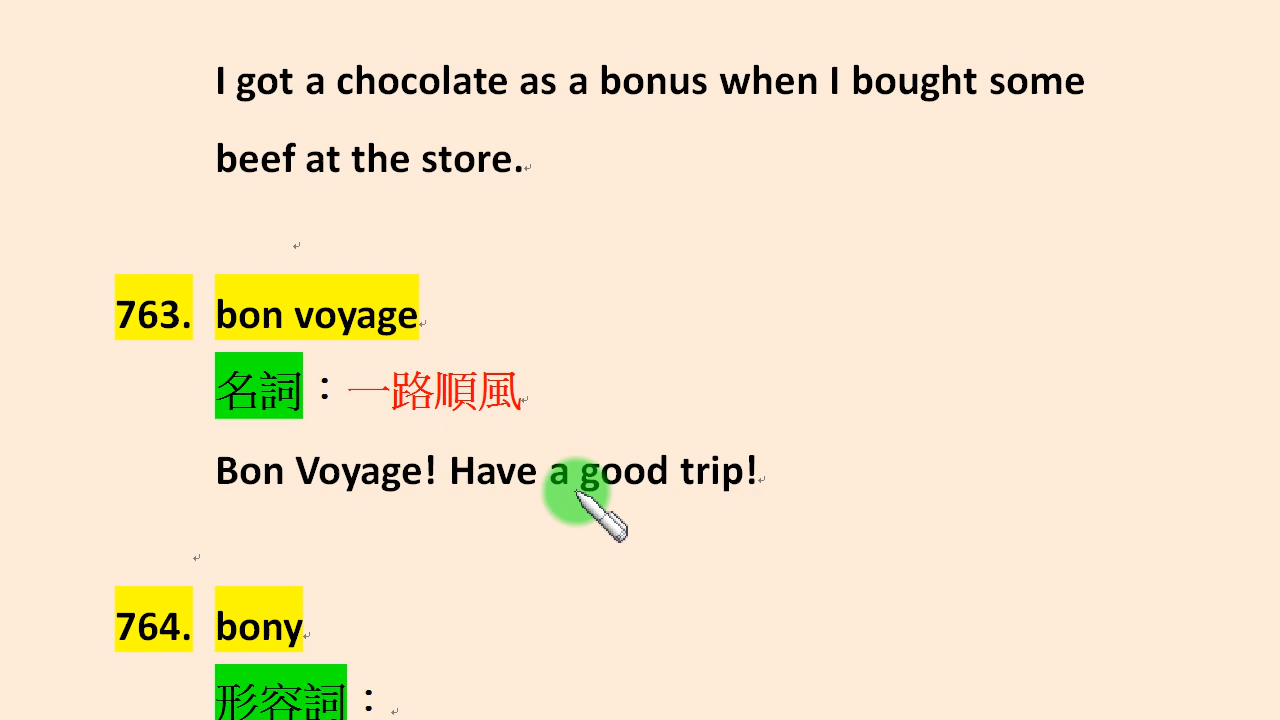 I got a chocolate as a bonus when I bought some
beef at the store.
763. bon voyage
名詞：一路順風
Bon Voyage! Have a good trip!
764. bony
形容詞：